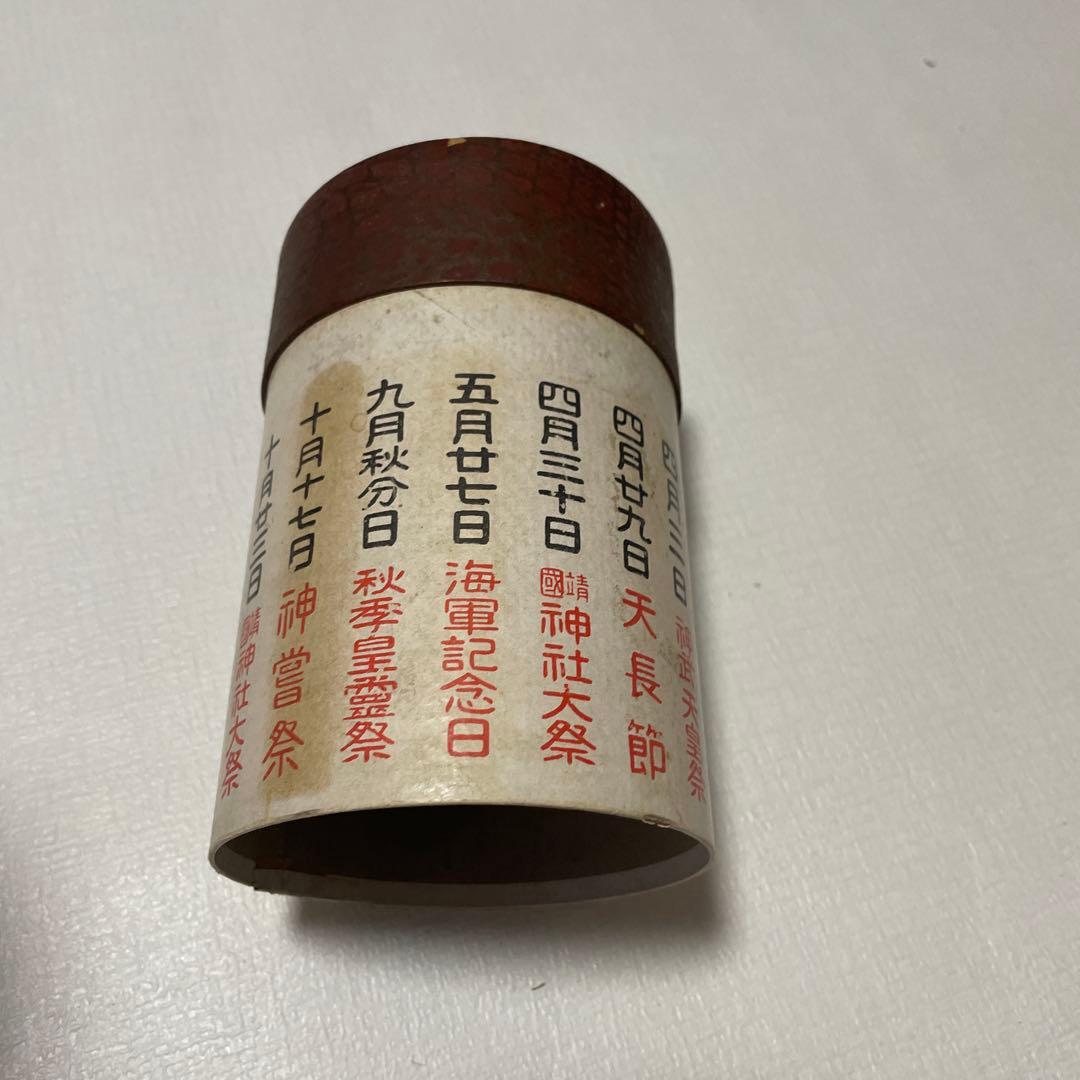 四月三日 神武天皇祭
四月廿九日 天長節
四月三十日 靖國神社大祭
五月廿七日 海軍記念日
九月秋分日 秋季皇霊祭
十月十七日 神嘗祭
十月廿三日 靖國神社大祭